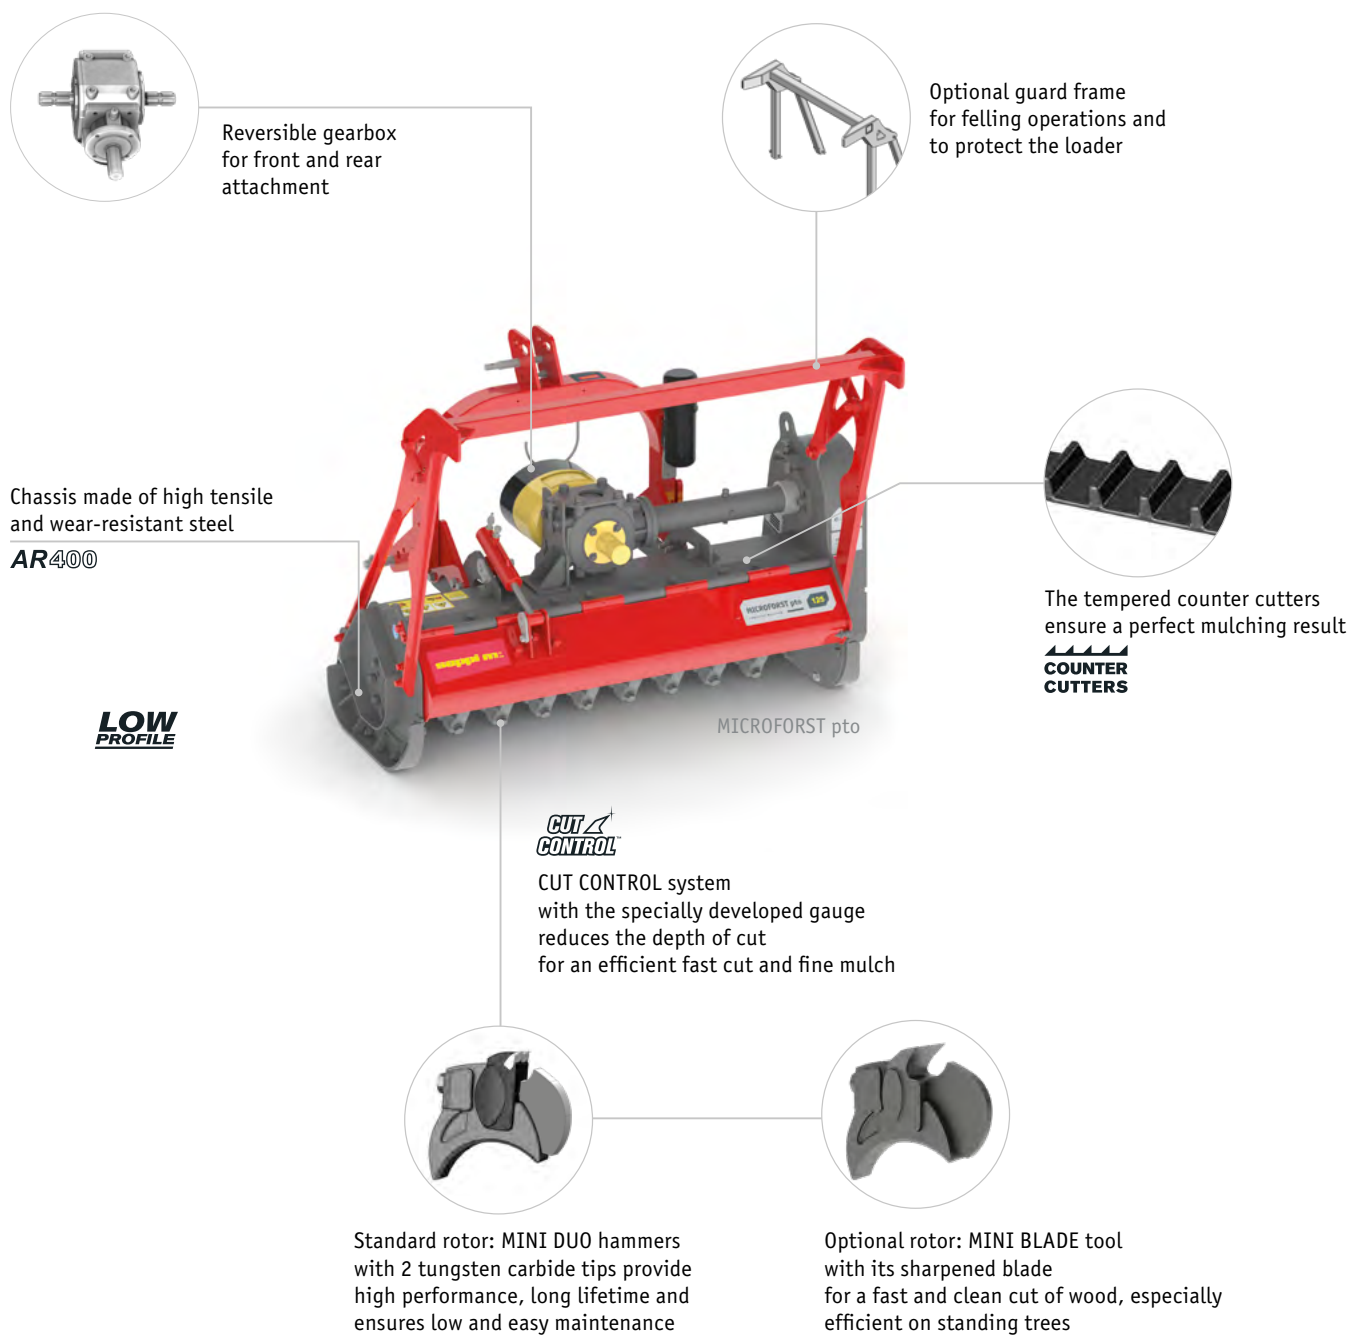 Reversible gearbox
for front and rear
attachment
Optional guard frame
for felling operations and
to protect the loader
Chassis made of high tensile
and wear-resistant steel
AR400
The tempered counter cutters
ensure a perfect mulching result
COUNTER
CUTTERS
MICROFORST pto 125
seppi m.
LOW
PROFILE
MICROFORST pto
CUT
CONTROL™
CUT CONTROL system
with the specially developed gauge
reduces the depth of cut
for an efficient fast cut and fine mulch
Standard rotor: MINI DUO hammers
with 2 tungsten carbide tips provide
high performance, long lifetime and
ensures low and easy maintenance
Optional rotor: MINI BLADE tool
with its sharpened blade
for a fast and clean cut of wood, especially
efficient on standing trees